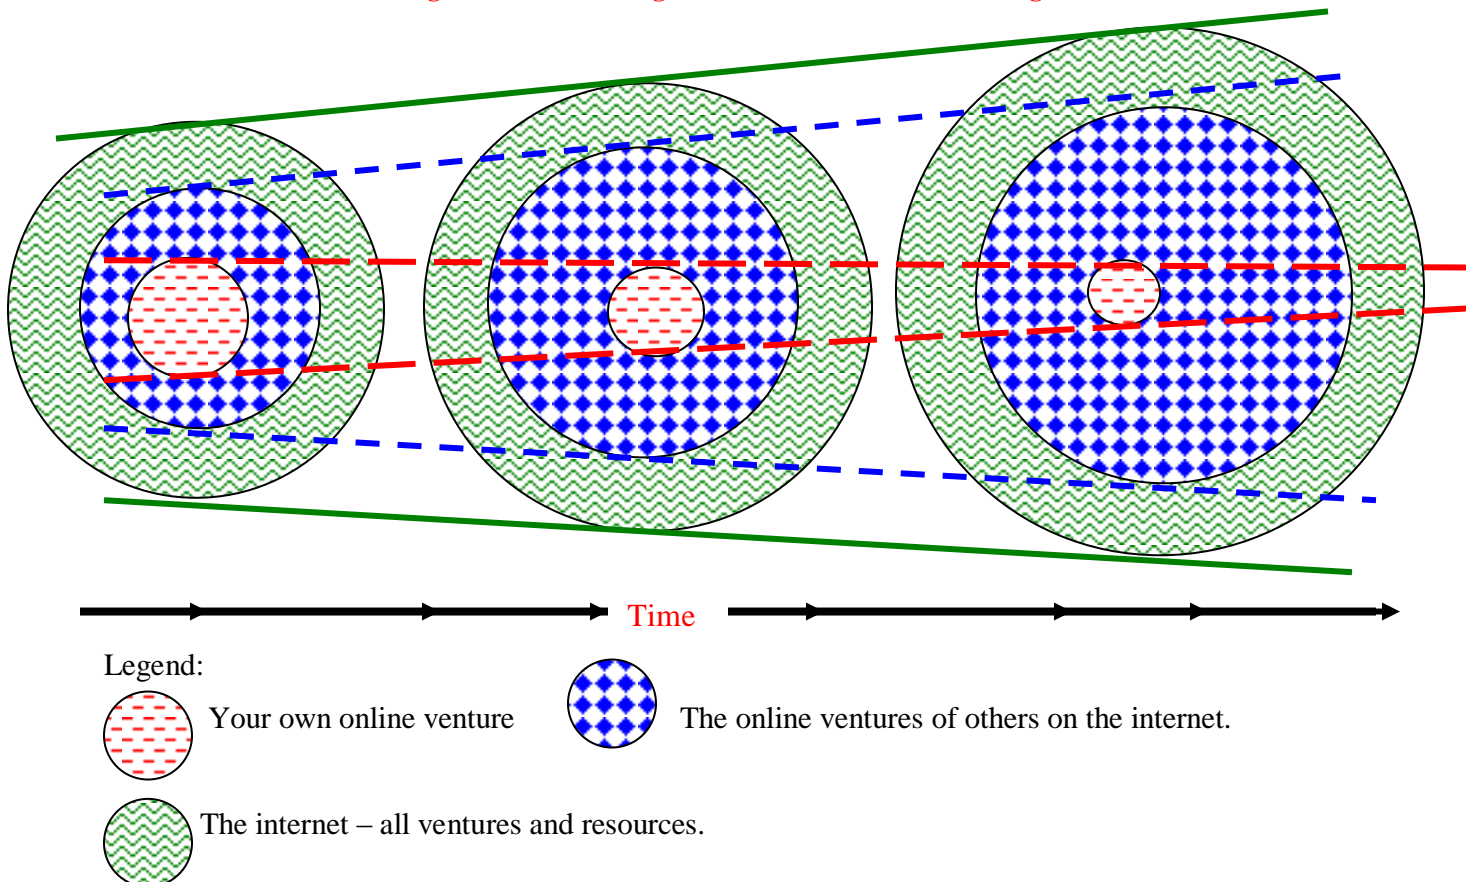 Time
Legend:
Your own online venture
The online ventures of others on the internet.
The internet – all ventures and resources.